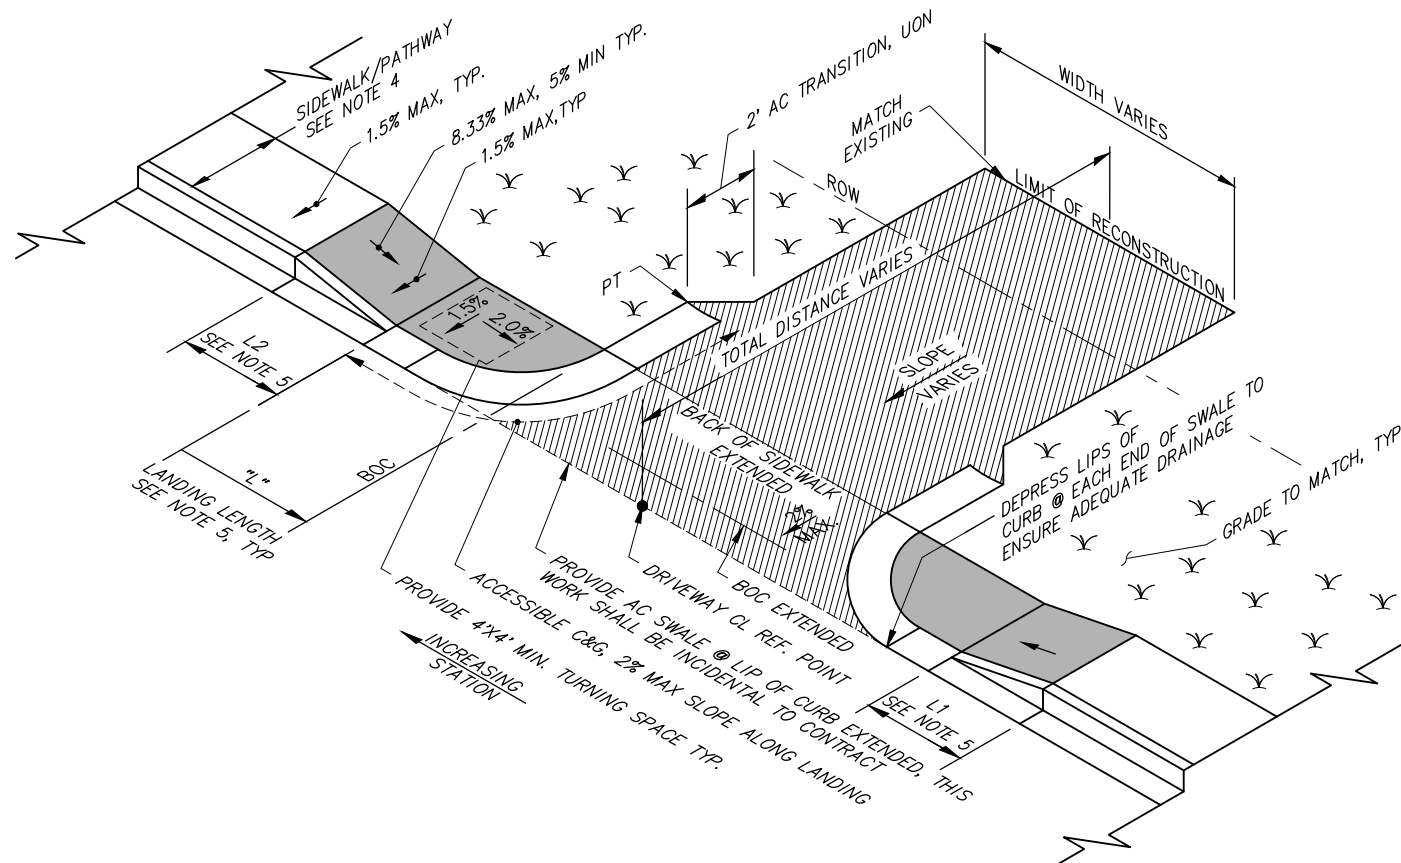 SIDEWALK/PATHWAY
SEE NOTE 4
1.5% MAX, TYP.
8.33% MAX, 5% MIN TYP.
1.5% MAX,TYP
2' AC TRANSITION, UON
MATCH
EXISTING
WIDTH VARIES
ROW
LIMIT OF RECONSTRUCTION
PT
TOTAL DISTANCE VARIES
1.5%
2.0%
SLOPE
VARIES
L2
SEE NOTE 5
"L"
LANDING LENGTH
SEE NOTE 5, TYP
BOC
BACK OF SIDEWALK
EXTENDED
2%
MAX.
DEPRESS LIPS OF
CURB @ EACH END OF SWALE TO
ENSURE ADEQUATE DRAINAGE
GRADE TO MATCH, TYP
BOC EXTENDED
DRIVEWAY CL REF. POINT
PROVIDE AC SWALE @ LIP OF CURB EXTENDED, THIS
WORK SHALL BE INCIDENTAL TO CONTRACT
ACCESSIBLE C&G, 2% MAX SLOPE ALONG LANDING
PROVIDE 4'X4' MIN. TURNING SPACE TYP.
INCREASING
STATION
L1
SEE NOTE 5